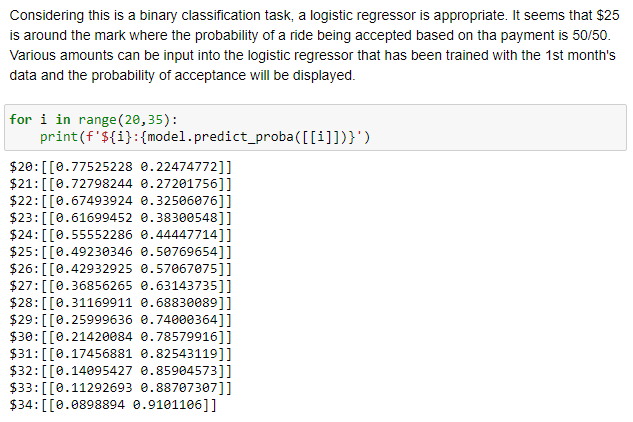 Considering this is a binary classification task, a logistic regressor is appropriate. It seems that $25
is around the mark where the probability of a ride being accepted based on tha payment is 50/50.
Various amounts can be input into the logistic regressor that has been trained with the 1st month's
data and the probability of acceptance will be displayed.
for i in range(20,35):
    print(f'${i}:{model.predict_proba([[i]])}')
$20:[[0.77525228 0.22474772]]
$21:[[0.72798244 0.27201756]]
$22:[[0.67493924 0.32506076]]
$23:[[0.61699452 0.38300548]]
$24:[[0.55552286 0.44447714]]
$25:[[0.49230346 0.50769654]]
$26:[[0.42932925 0.57067075]]
$27:[[0.36856265 0.63143735]]
$28:[[0.31169911 0.68830089]]
$29:[[0.25999636 0.74000364]]
$30:[[0.21420084 0.78579916]]
$31:[[0.17456881 0.82543119]]
$32:[[0.14095427 0.85904573]]
$33:[[0.11292693 0.88707307]]
$34:[[0.0898894 0.9101106]]